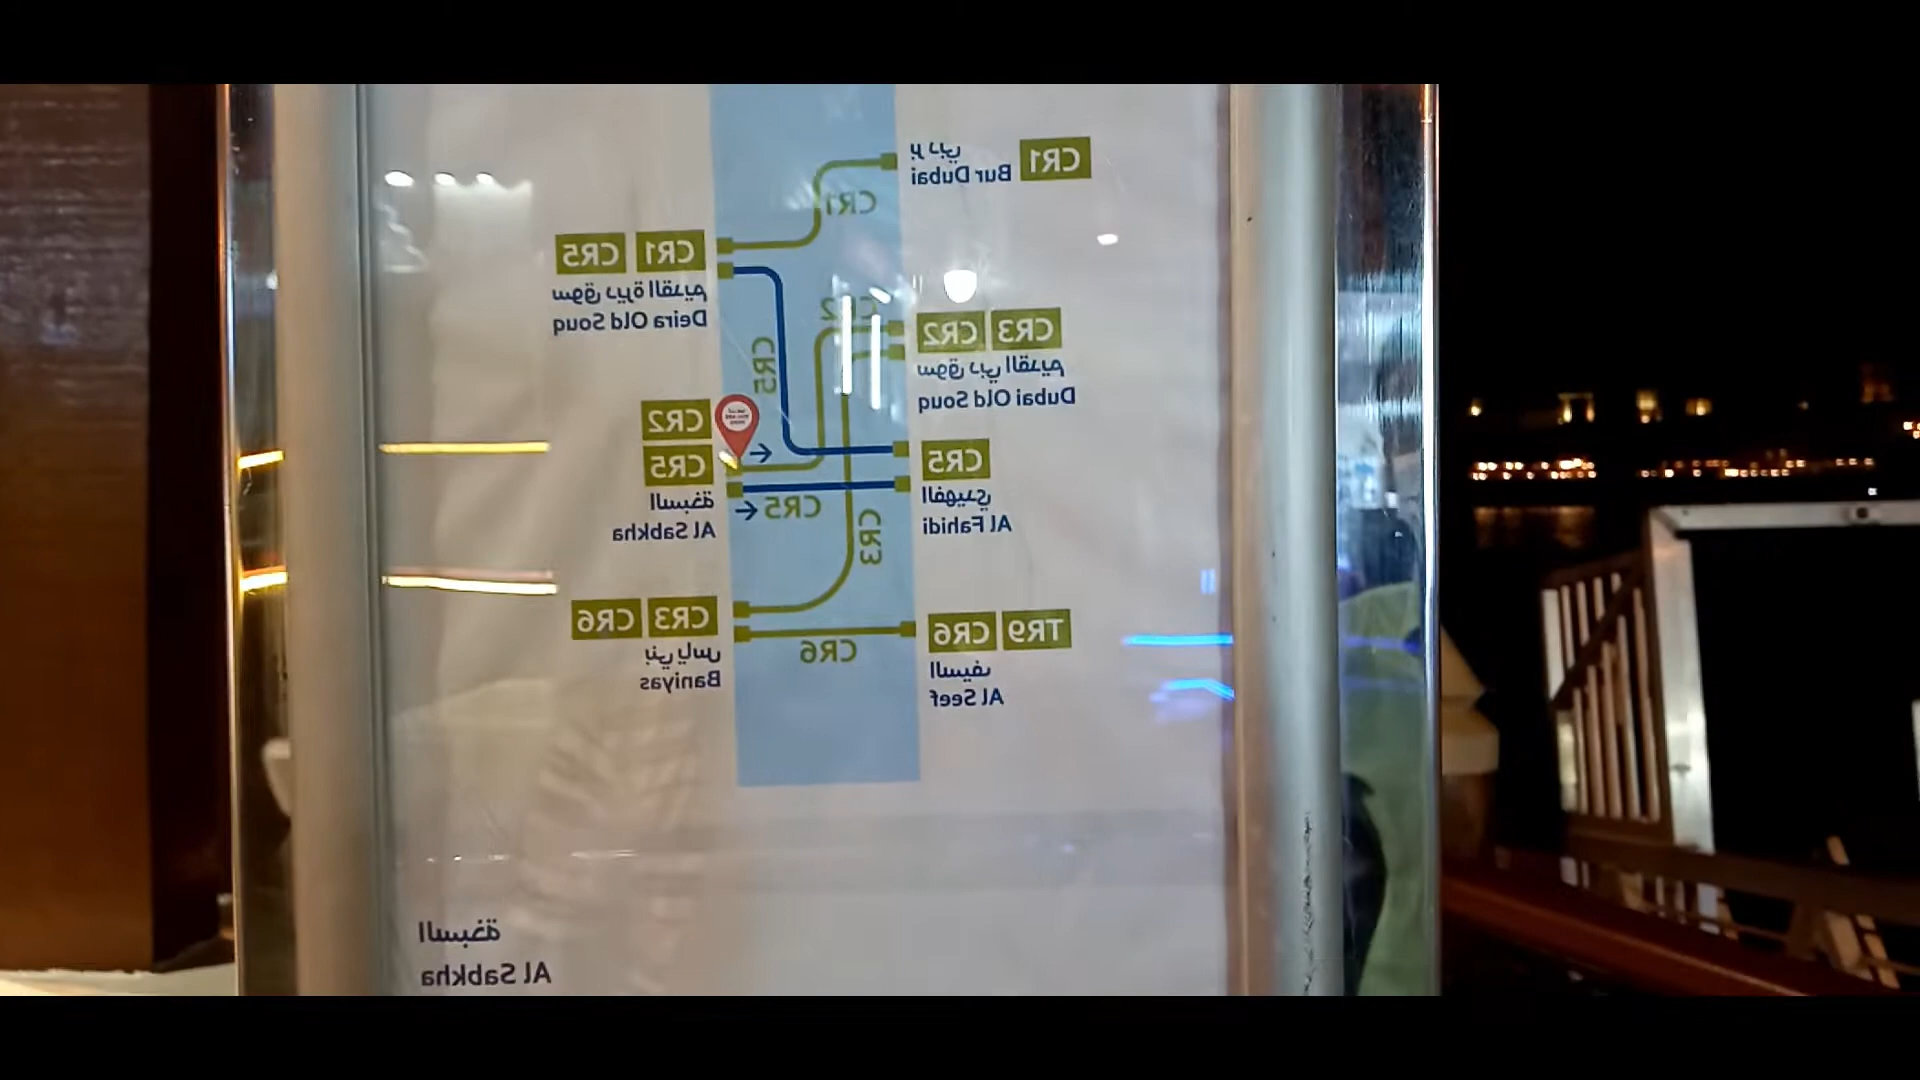 بر دبي
Bur Dubai
CR1
CR1
CR5
CR1
سوق ديرة القديم
Deira Old Souq
CR2
CR2
CR3
سوق دبي القديم
Dubai Old Souq
CR5
CR2
CR5
السبخة
Al Sabkha
CR5
الفهيدي
Al Fahidi
CR5
CR3
CR6
CR3
بني ياس
Baniyas
CR6
CR6
TR9
السيف
Al Seef
السبخة
Al Sabkha